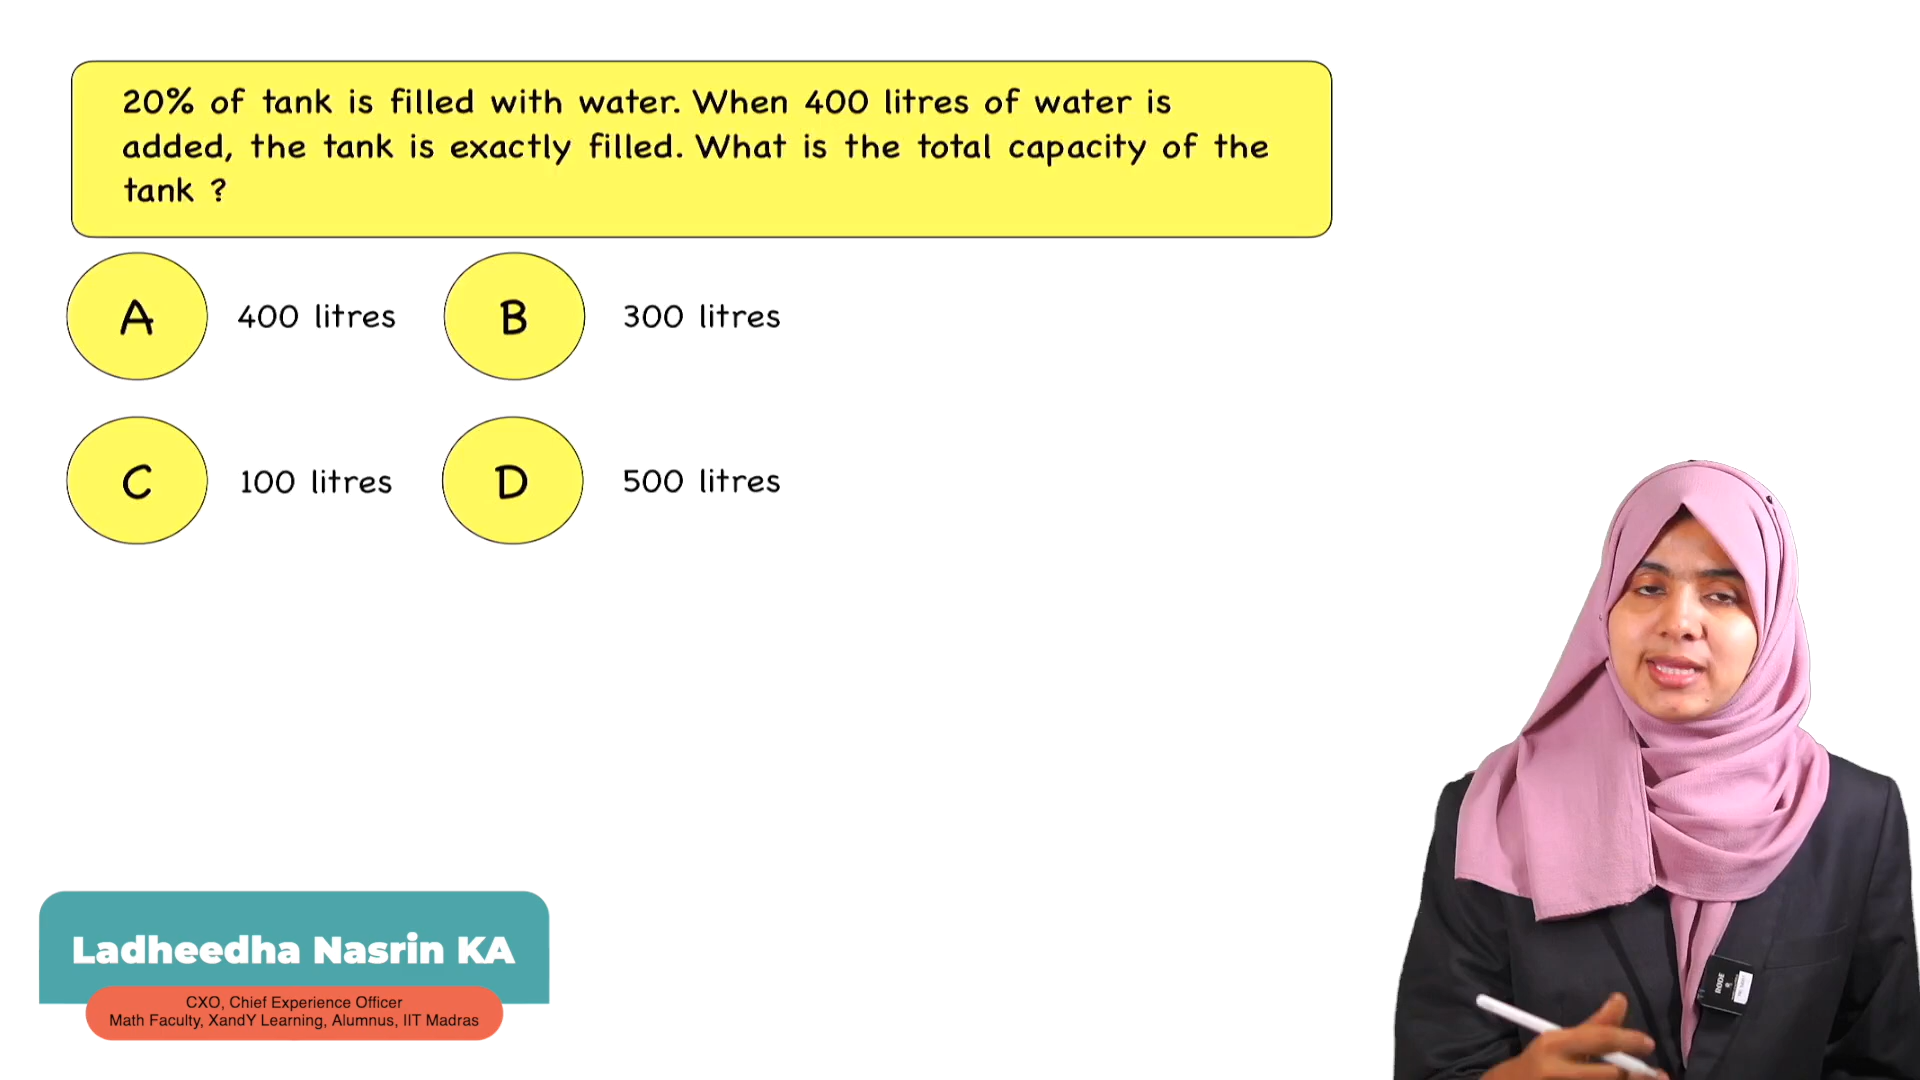 20% of tank is filled with water. When 400 litres of water is
added, the tank is exactly filled. What is the total capacity of the
tank ?
A 400 litres B 300 litres
C 100 litres D 500 litres
Ladheedha Nasrin KA
CXO, Chief Experience Officer
Math Faculty, XandY Learning, Alumnus, IIT Madras
RODE